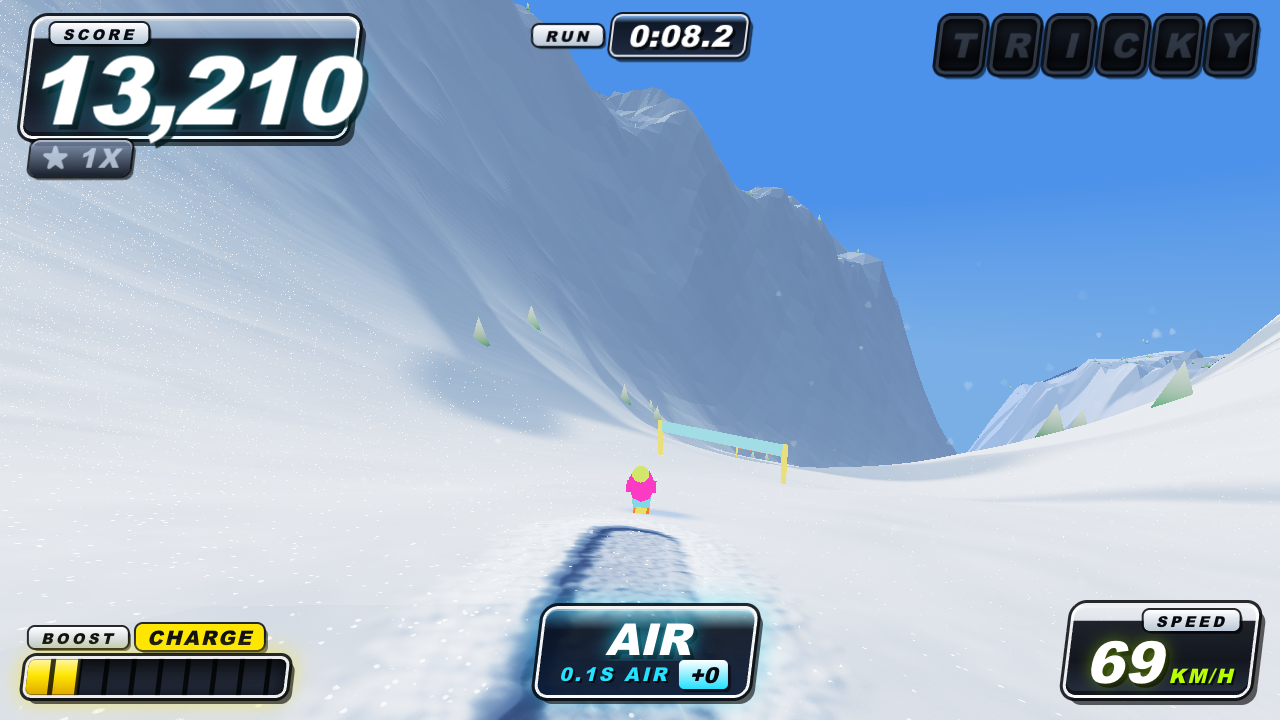 SCORE
13,210
1X
RUN
0:08.2
TRICKY
BOOST
CHARGE
AIR
0.1S AIR +0
SPEED
69 KM/H